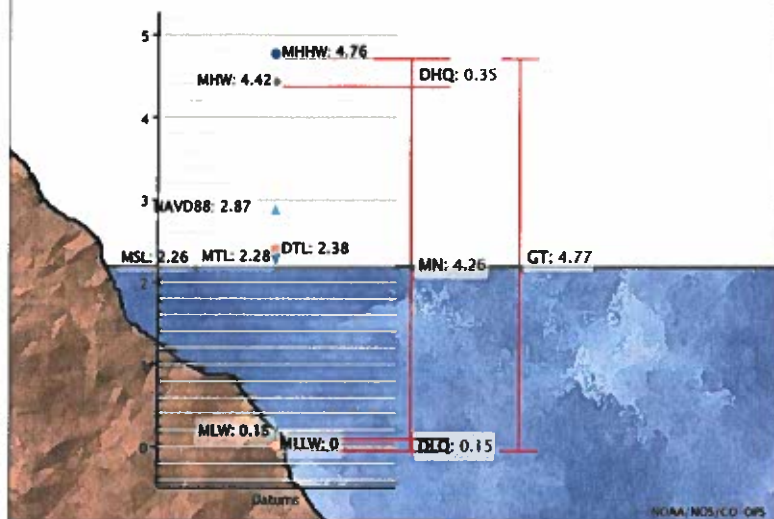 5
MHHW: 4.76
MHW: 4.42
DHQ: 0.35
4
3
NAVD88: 2.87
MSL: 2.26
MTL: 2.28
DTL: 2.38
MN: 4.26
GT: 4.77
2
1
MLW: 0.15
MLLW: 0
DLQ: 0.15
0
Datums
NOAA/NOS/CO-OPS